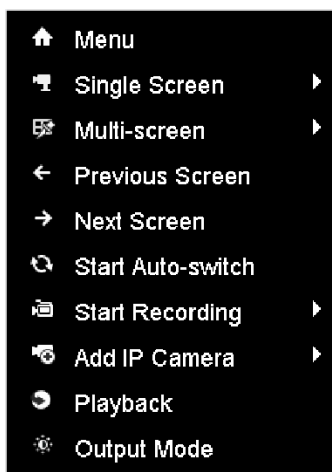 Menu
Single Screen
Multi-screen
Previous Screen
Next Screen
Start Auto-switch
Start Recording
Add IP Camera
Playback
Output Mode